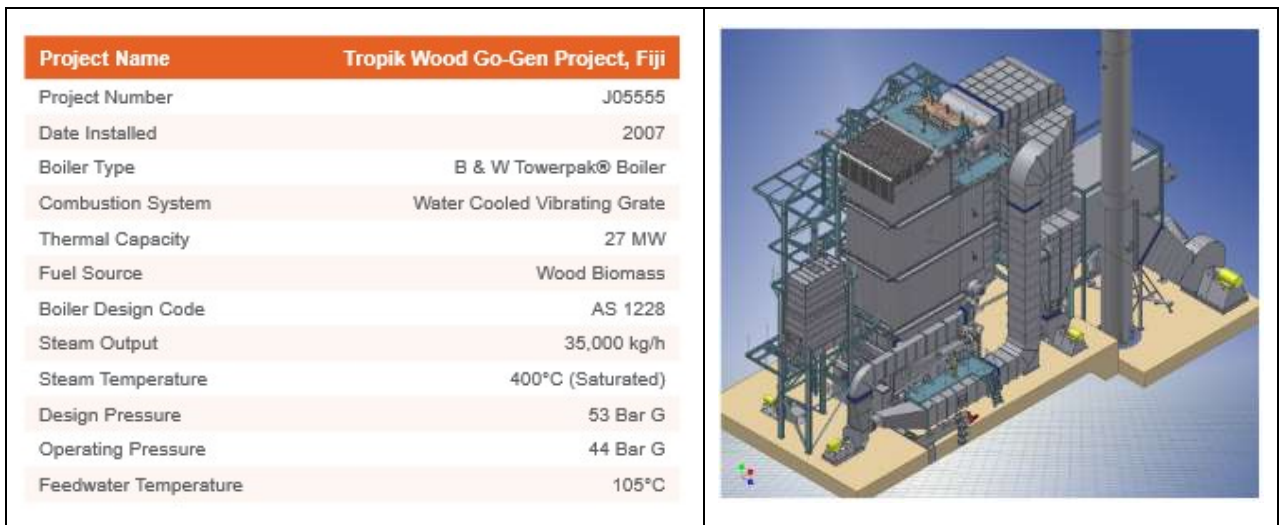 Project Name Tropik Wood Go-Gen Project, Fiji
Project Number J05555
Date Installed 2007
Boiler Type B & W Towerpak® Boiler
Combustion System Water Cooled Vibrating Grate
Thermal Capacity 27 MW
Fuel Source Wood Biomass
Boiler Design Code AS 1228
Steam Output 35,000 kg/h
Steam Temperature 400°C (Saturated)
Design Pressure 53 Bar G
Operating Pressure 44 Bar G
Feedwater Temperature 105°C